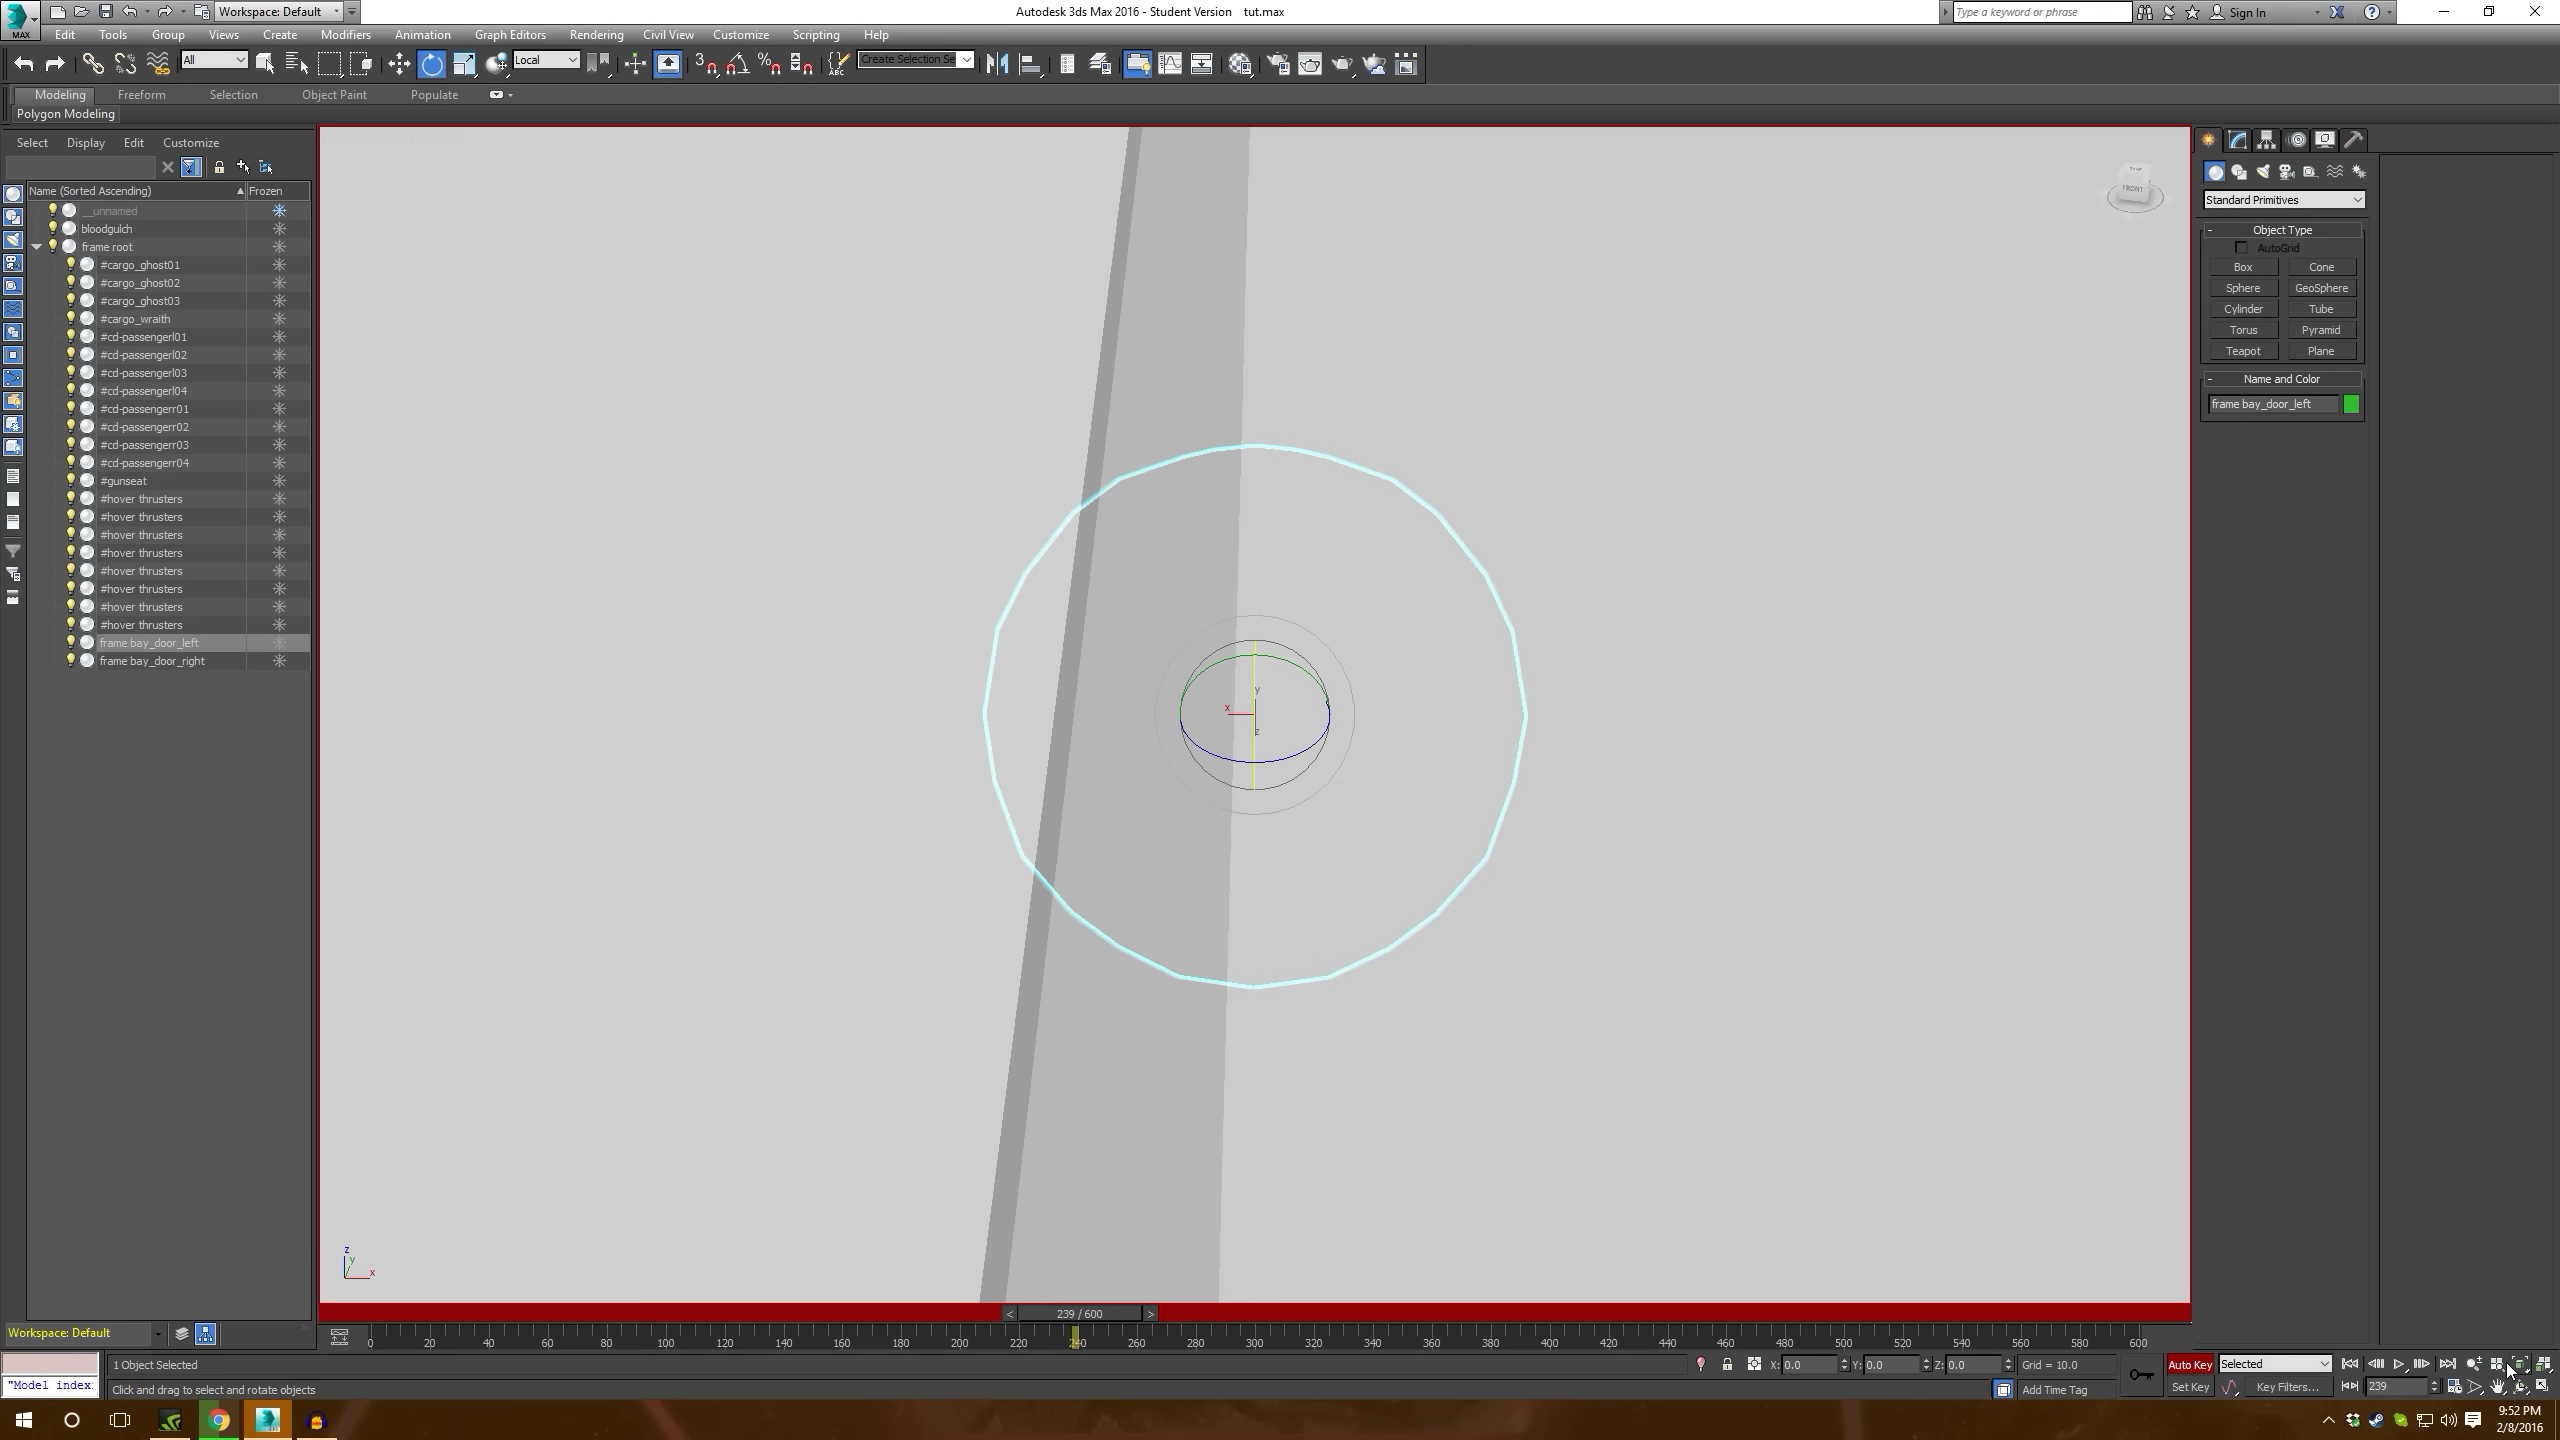 Workspace: Default
Autodesk 3ds Max 2016 - Student Version    tut.max
Type a keyword or phrase
Sign In
MAX
Edit
Tools
Group
Views
Create
Modifiers
Animation
Graph Editors
Rendering
Civil View
Customize
Scripting
Help
All
Local
3
ABC
Create Selection Se
Modeling
Freeform
Selection
Object Paint
Populate
Polygon Modeling
Select
Display
Edit
Customize
Name (Sorted Ascending)
Frozen
__unnamed
bloodgulch
frame root
#cargo_ghost01
#cargo_ghost02
#cargo_ghost03
#cargo_wraith
#cd-passengerl01
#cd-passengerl02
#cd-passengerl03
#cd-passengerl04
#cd-passengerr01
#cd-passengerr02
#cd-passengerr03
#cd-passengerr04
#gunseat
#hover thrusters
#hover thrusters
#hover thrusters
#hover thrusters
#hover thrusters
#hover thrusters
#hover thrusters
#hover thrusters
frame bay_door_left
frame bay_door_right
FRONT
y
x
z
z
y
x
Standard Primitives
- Object Type
AutoGrid
Box
Cone
Sphere
GeoSphere
Cylinder
Tube
Torus
Pyramid
Teapot
Plane
- Name and Color
frame bay_door_left
< 239 / 600 >
Workspace: Default
0 20 40 60 80 100 120 140 160 180 200 220 240 260 280 300 320 340 360 380 400 420 440 460 480 500 520 540 560 580 600
1 Object Selected
X: 0.0
Y: 0.0
Z: 0.0
Grid = 10.0
Auto Key
Selected
"Model index:
Click and drag to select and rotate objects
Add Time Tag
Set Key
Key Filters...
239
9:52 PM
2/8/2016